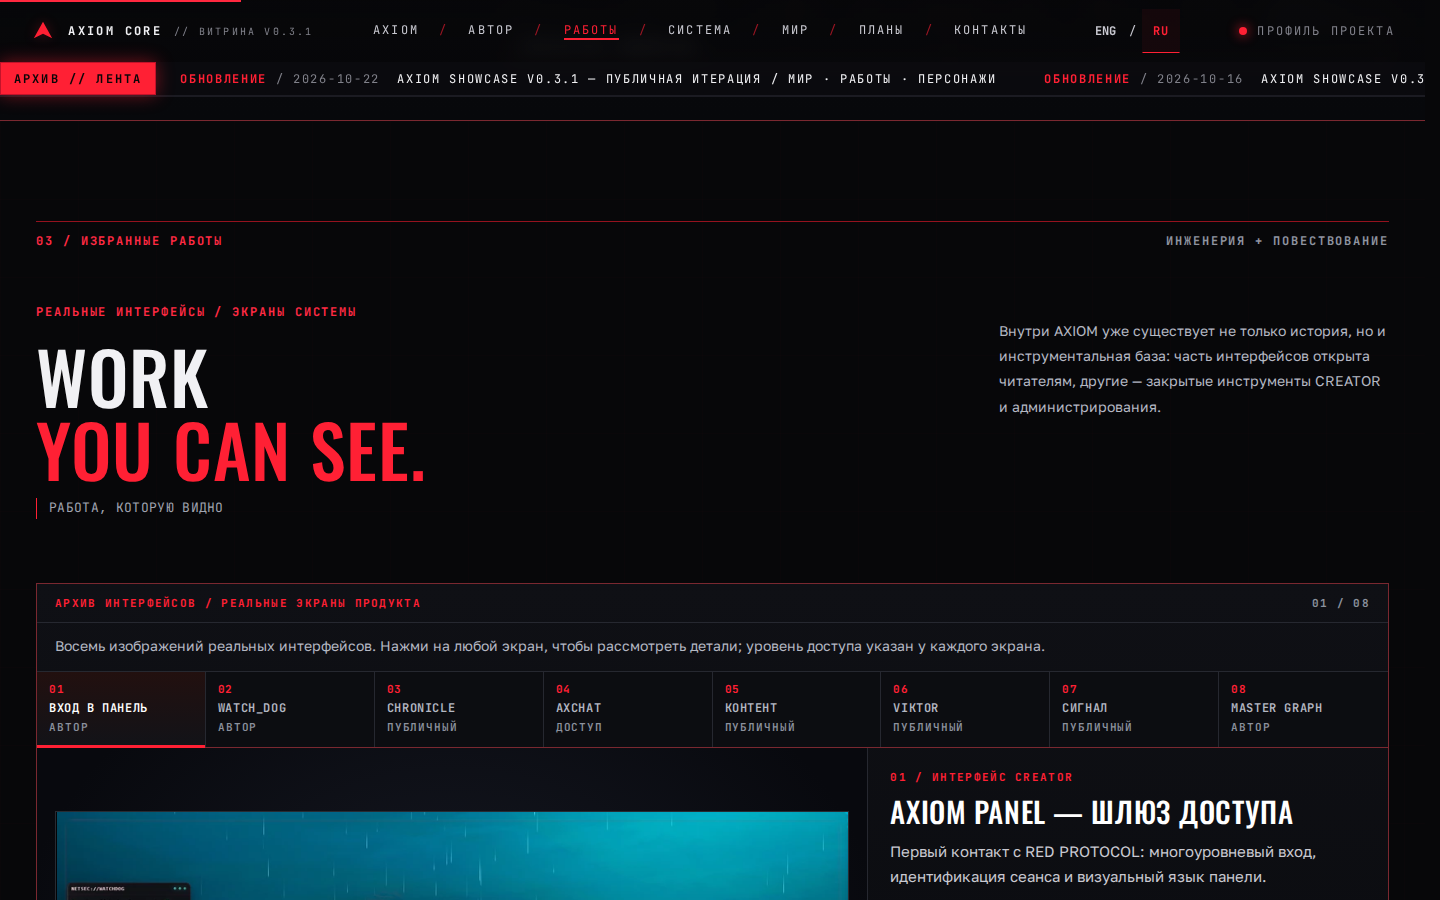 AXIOM CORE // ВИТРИНА V0.3.1
AXIOM / АВТОР / РАБОТЫ / СИСТЕМА / МИР / ПЛАНЫ / КОНТАКТЫ
ENG / RU
ПРОФИЛЬ ПРОЕКТА
АРХИВ // ЛЕНТА
ОБНОВЛЕНИЕ / 2026-10-22 AXIOM SHOWCASE V0.3.1 — ПУБЛИЧНАЯ ИТЕРАЦИЯ / МИР · РАБОТЫ · ПЕРСОНАЖИ
ОБНОВЛЕНИЕ / 2026-10-16 AXIOM SHOWCASE V0.3
03 / ИЗБРАННЫЕ РАБОТЫ
ИНЖЕНЕРИЯ + ПОВЕСТВОВАНИЕ
РЕАЛЬНЫЕ ИНТЕРФЕЙСЫ / ЭКРАНЫ СИСТЕМЫ
WORK
YOU CAN SEE.
РАБОТА, КОТОРУЮ ВИДНО
Внутри AXIOM уже существует не только история, но и
инструментальная база: часть интерфейсов открыта
читателям, другие — закрытые инструменты CREATOR
и администрирования.
АРХИВ ИНТЕРФЕЙСОВ / РЕАЛЬНЫЕ ЭКРАНЫ ПРОДУКТА
01 / 08
Восемь изображений реальных интерфейсов. Нажми на любой экран, чтобы рассмотреть детали; уровень доступа указан у каждого экрана.
01
ВХОД В ПАНЕЛЬ
АВТОР
02
WATCH_DOG
АВТОР
03
CHRONICLE
ПУБЛИЧНЫЙ
04
AXCHAT
ДОСТУП
05
КОНТЕНТ
ПУБЛИЧНЫЙ
06
VIKTOR
ПУБЛИЧНЫЙ
07
СИГНАЛ
ПУБЛИЧНЫЙ
08
MASTER GRAPH
АВТОР
NETSEC://WATCHDOG
01 / ИНТЕРФЕЙС CREATOR
AXIOM PANEL — ШЛЮЗ ДОСТУПА
Первый контакт с RED PROTOCOL: многоуровневый вход,
идентификация сеанса и визуальный язык панели.